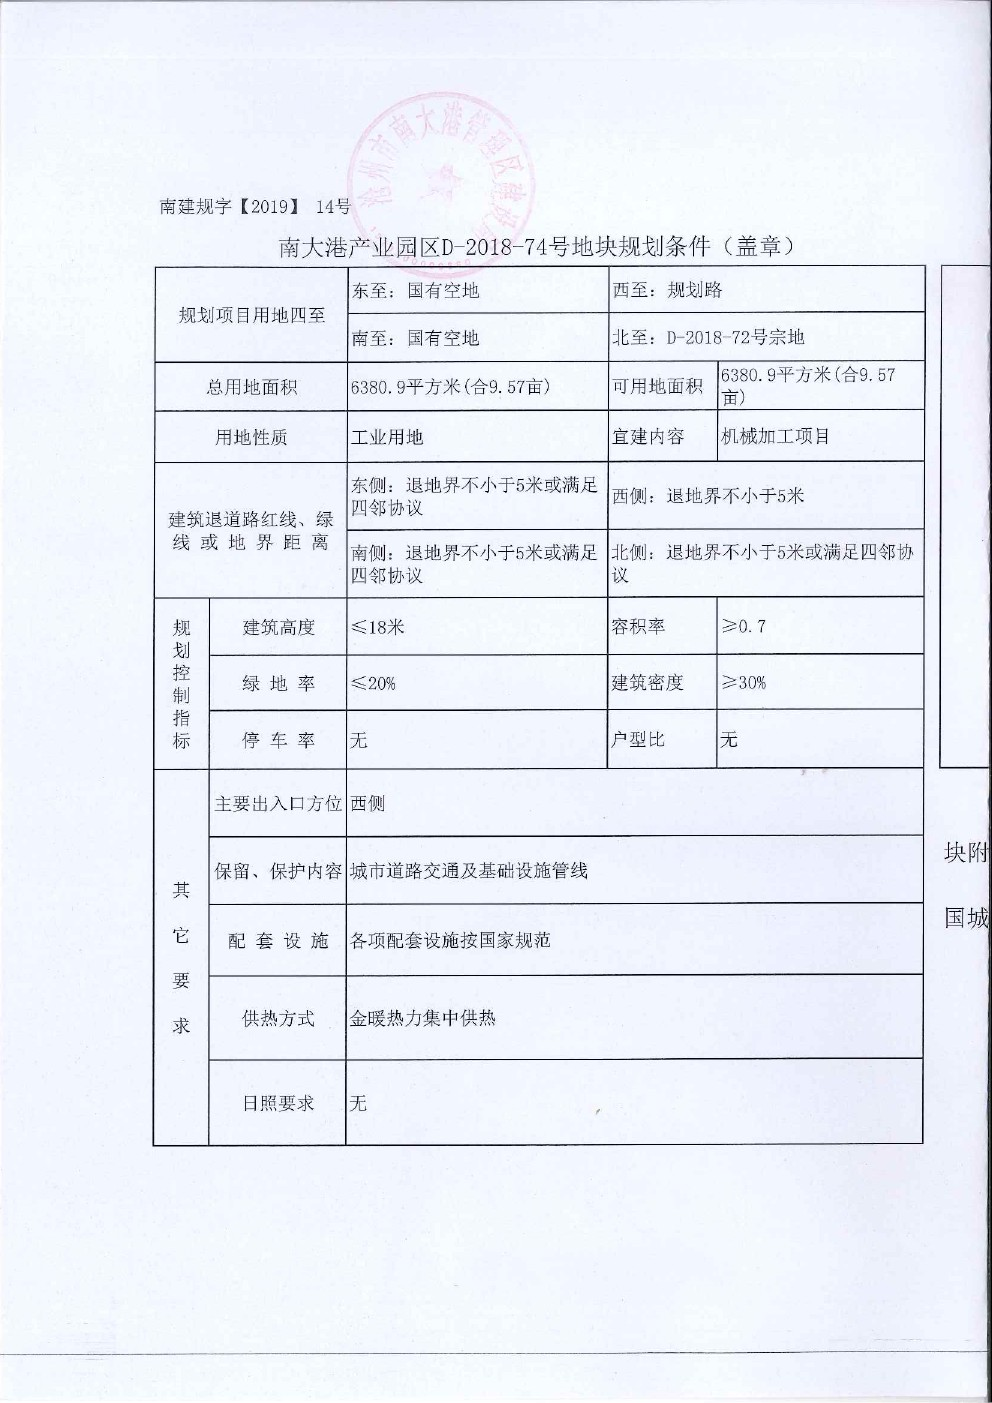 沧州市南大港管理区建设局
南建规字【2019】 14号
南大港产业园区D-2018-74号地块规划条件（盖章）
规划项目用地四至
东至：国有空地
西至：规划路
南至：国有空地
北至：D-2018-72号宗地
总用地面积
6380.9平方米(合9.57亩)
可用地面积
6380.9平方米(合9.57
亩)
用地性质
工业用地
宜建内容
机械加工项目
建筑退道路红线、绿
线或地界距离
东侧：退地界不小于5米或满足
四邻协议
西侧：退地界不小于5米
南侧：退地界不小于5米或满足
四邻协议
北侧：退地界不小于5米或满足四邻协
议
规划控制指标
建筑高度
≤18米
容积率
≥0.7
绿地率
≤20%
建筑密度
≥30%
停车率
无
户型比
无
其它要求
主要出入口方位
西侧
保留、保护内容
城市道路交通及基础设施管线
配套设施
各项配套设施按国家规范
供热方式
金暖热力集中供热
日照要求
无
块附
国城